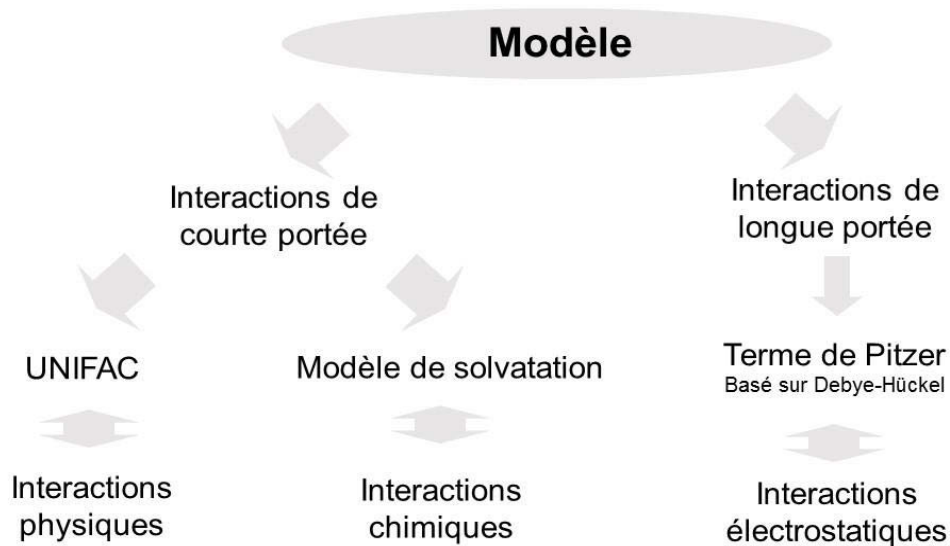 Modèle
Interactions de
courte portée
Interactions de
longue portée
UNIFAC
Modèle de solvatation
Terme de Pitzer
Basé sur Debye-Hückel
Interactions
physiques
Interactions
chimiques
Interactions
électrostatiques